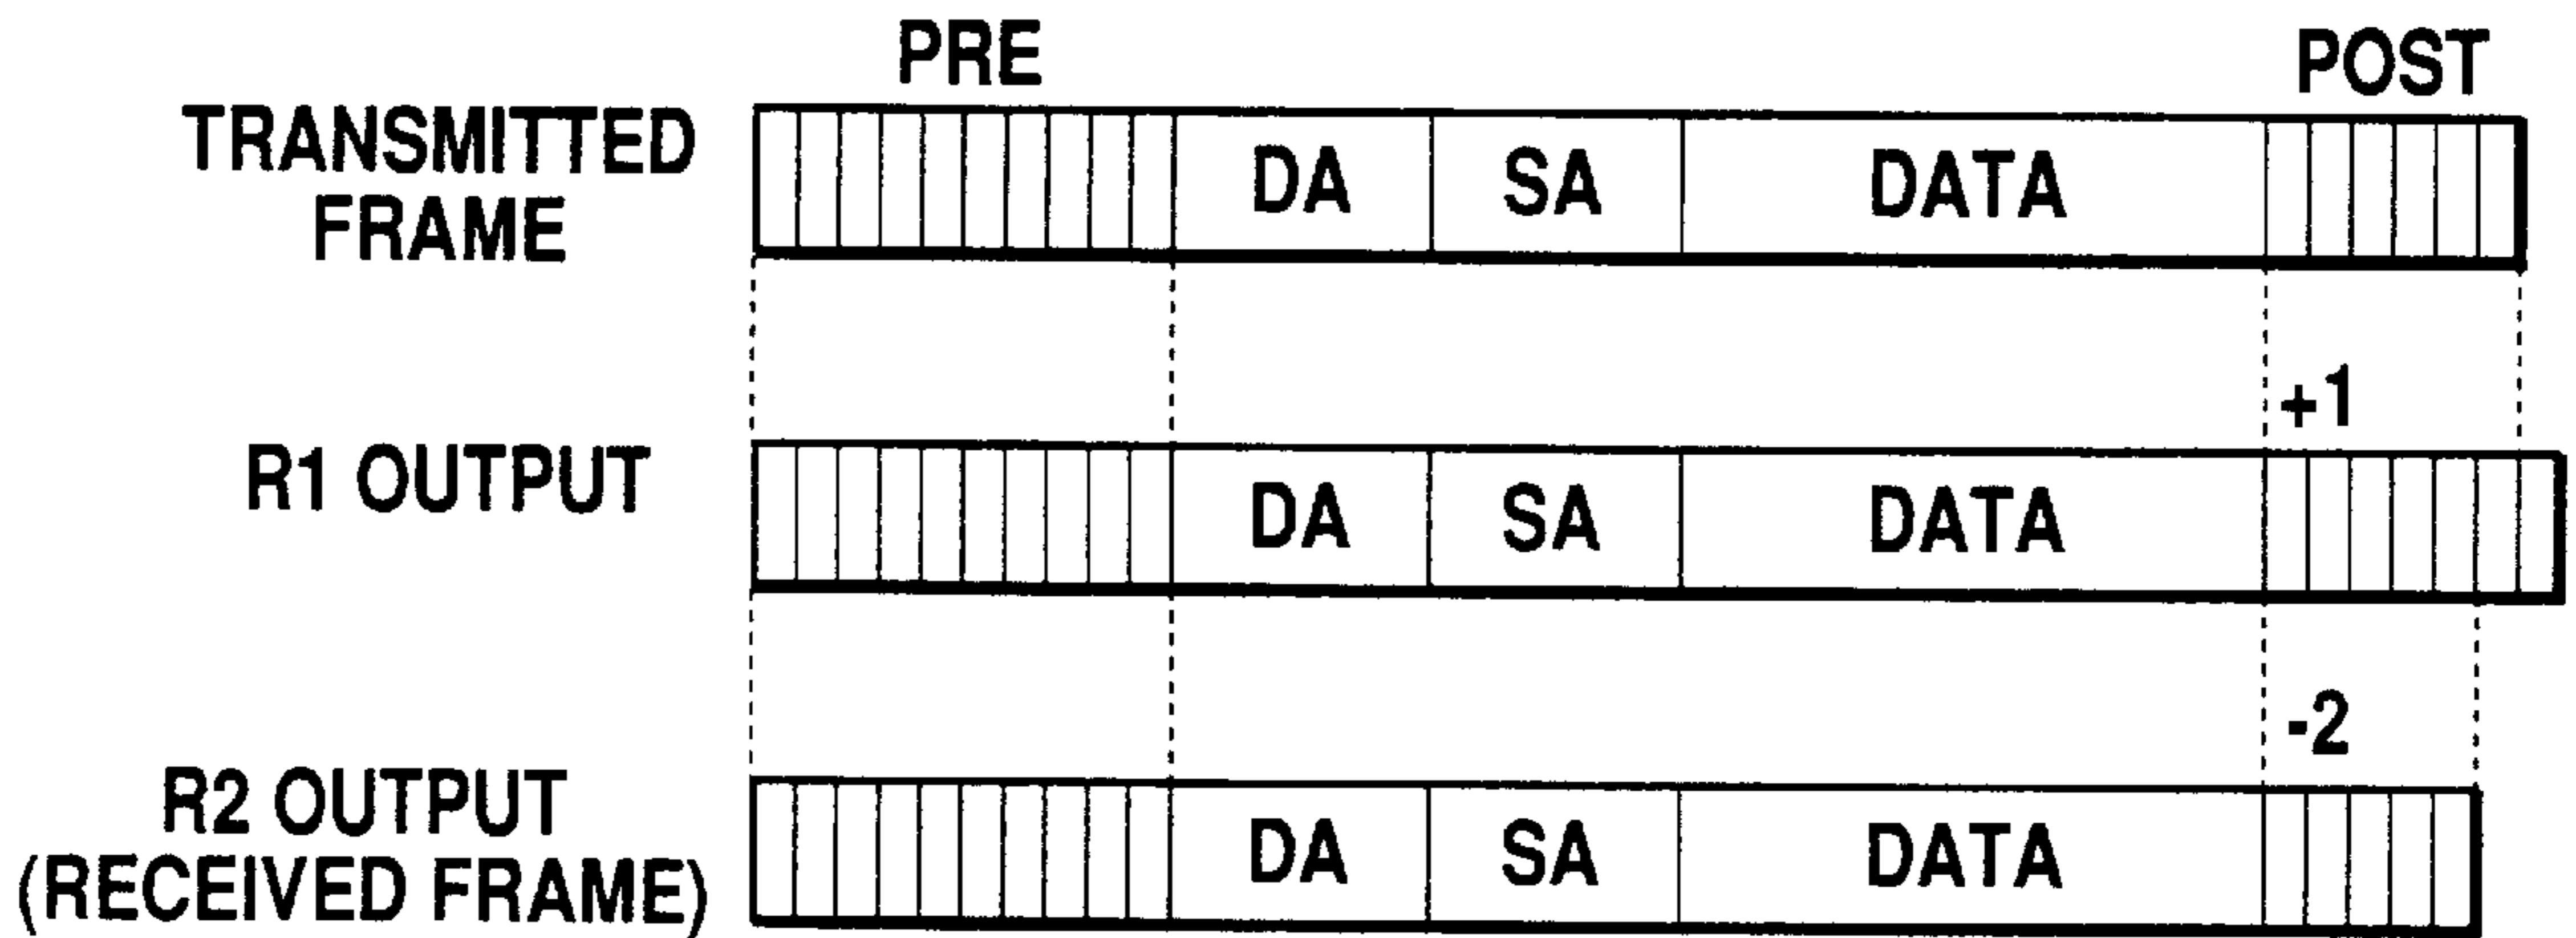 PRE
POST
TRANSMITTED
FRAME
DA SA DATA
+1
R1 OUTPUT
DA SA DATA
-2
R2 OUTPUT
(RECEIVED FRAME)
DA SA DATA